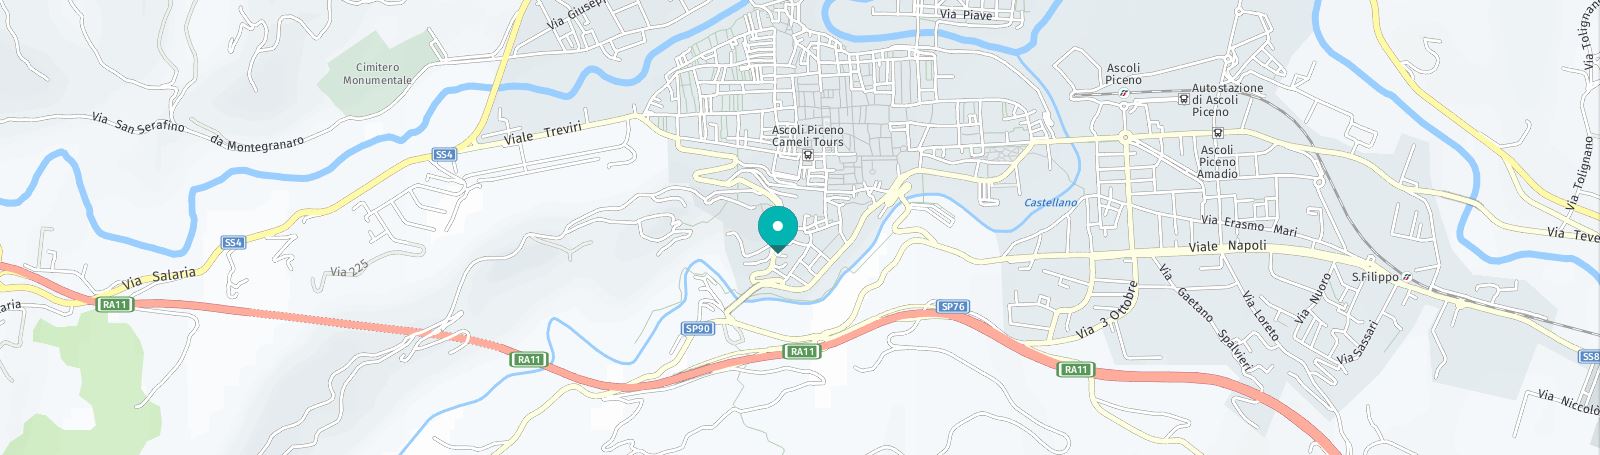 Via Giusepp
Via Piave
Cimitero
Monumentale
Ascoli
Piceno
Autostazione
di Ascoli
Piceno
Via San Serafino
da Montegranaro
Viale Treviri
Ascoli Piceno
Cameli Tours
SS4
Ascoli
Piceno
Amadio
Via Tolignano
Via Tolignano
Castellano
Via Erasmo Mari
Via Teve
SS4
Viale Napoli
Via 225
Via Salaria
S.Filippo
RA11
aria
Via 3 Ottobre
Via Gaetano Spalvieri
Via Loreto
Via Nuoro
Via Sassari
SP76
SP90
RA11
RA11
RA11
SS8
Via Niccolò